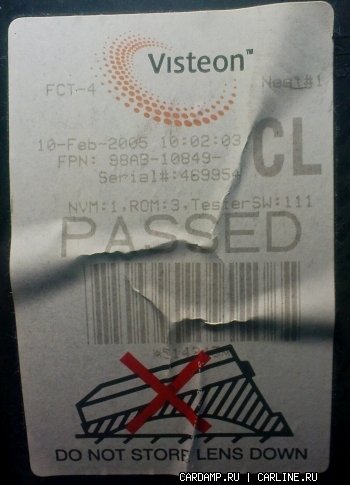 Visteon™
FCT-4 Nest#1
10-Feb-2005 10:02:03
CL
FPN: 98AB-10849-
Serial#:469954
NVM:1,ROM:3,TesterSW:111
PASSED
DO NOT STORE LENS DOWN
CARDAMP.RU | CARLINE.RU